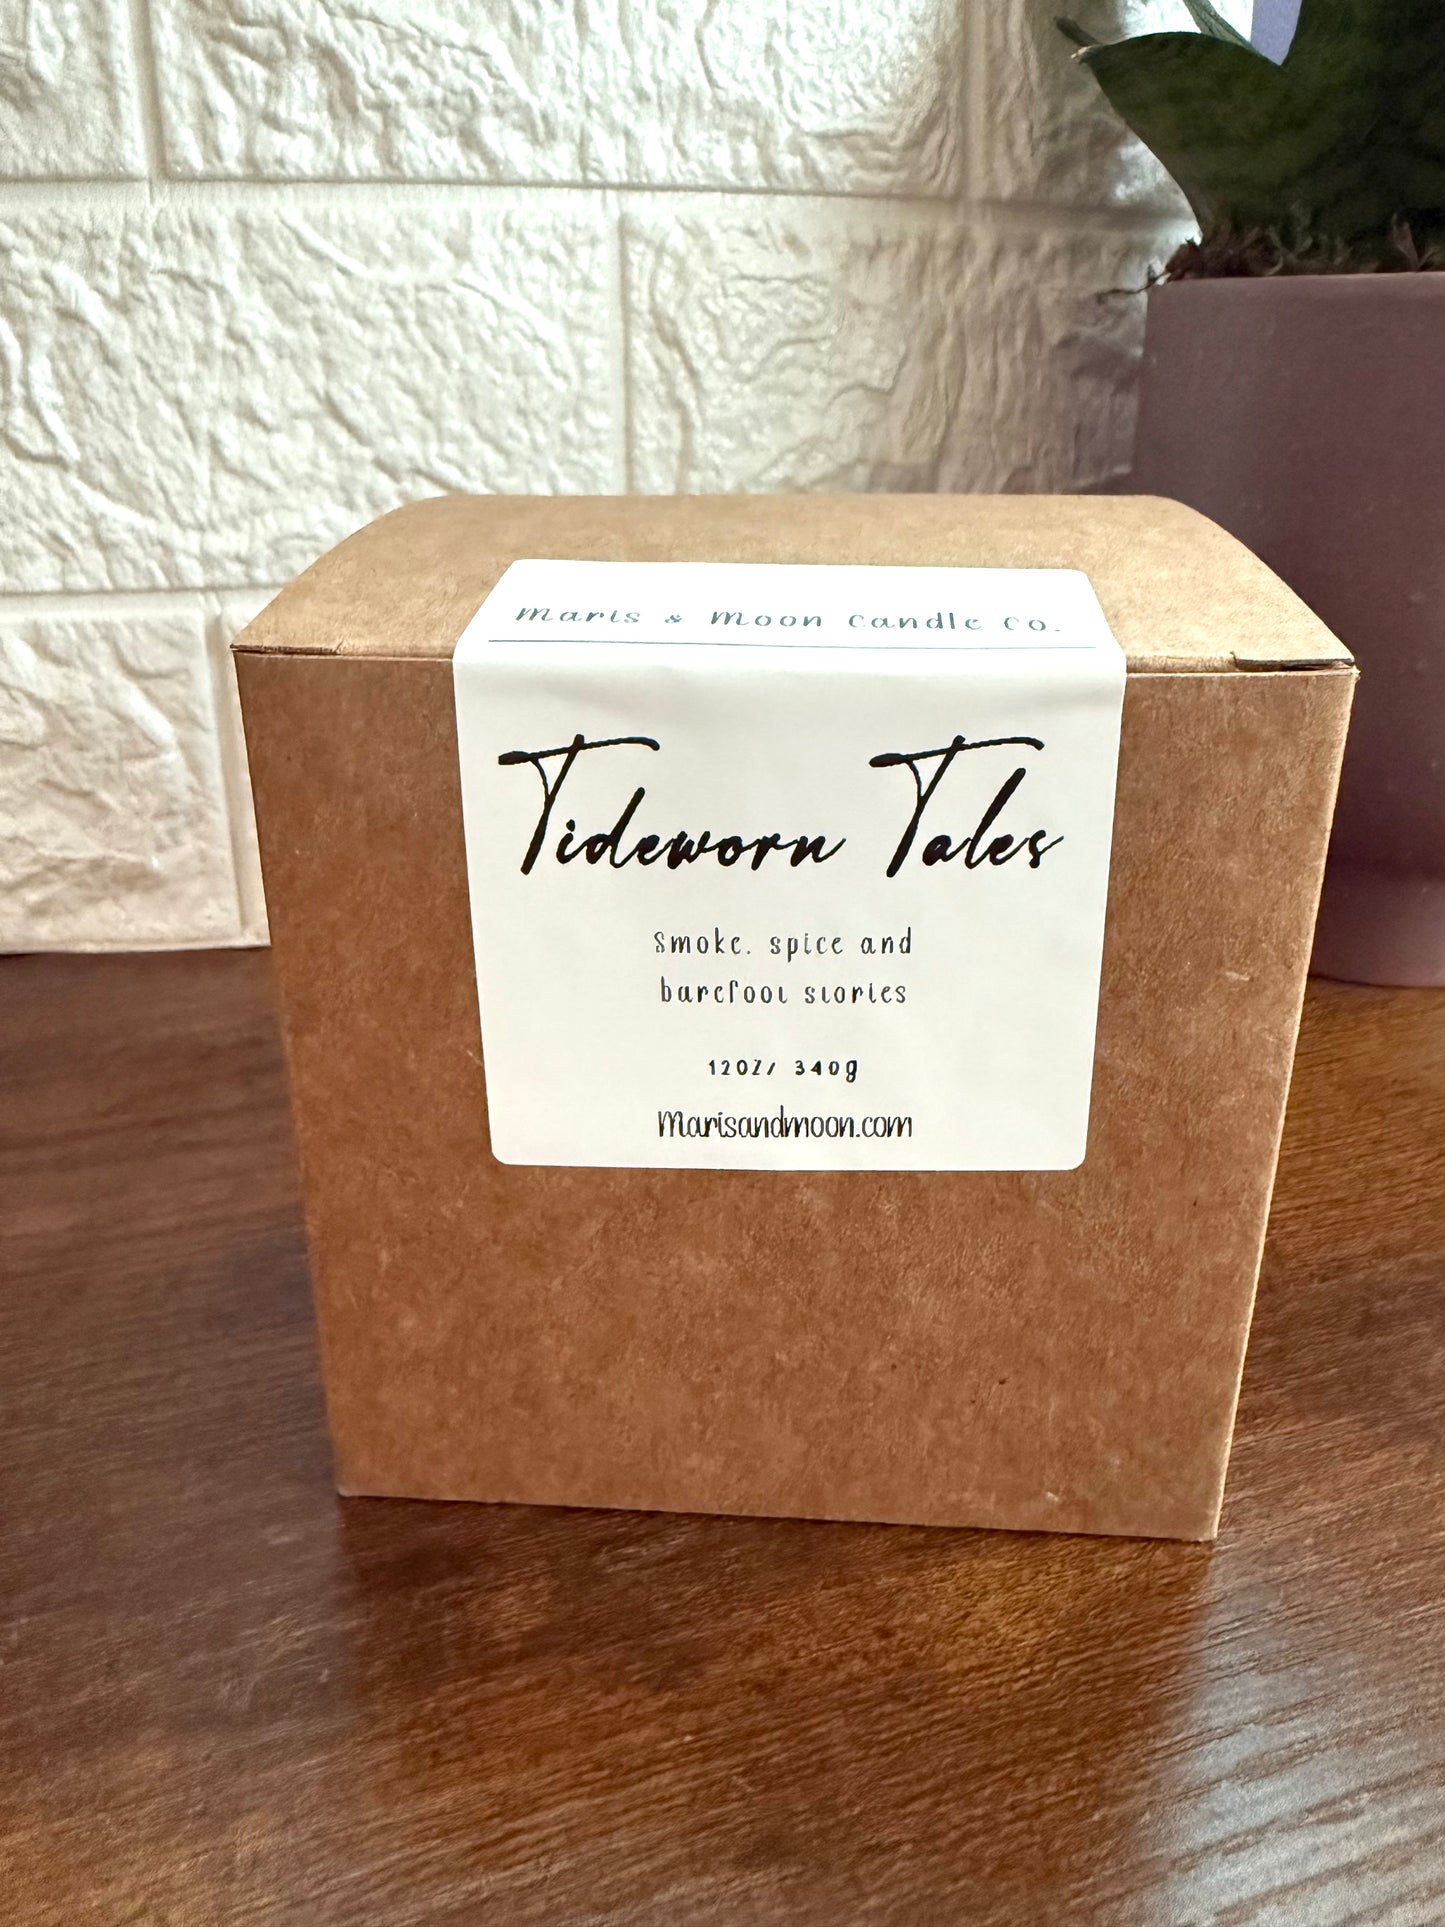 Maris & Moon Candle Co.
Tideworn Tales
Smoke, spice and
barefoot stories
12oz/ 340g
Marisandmoon.com